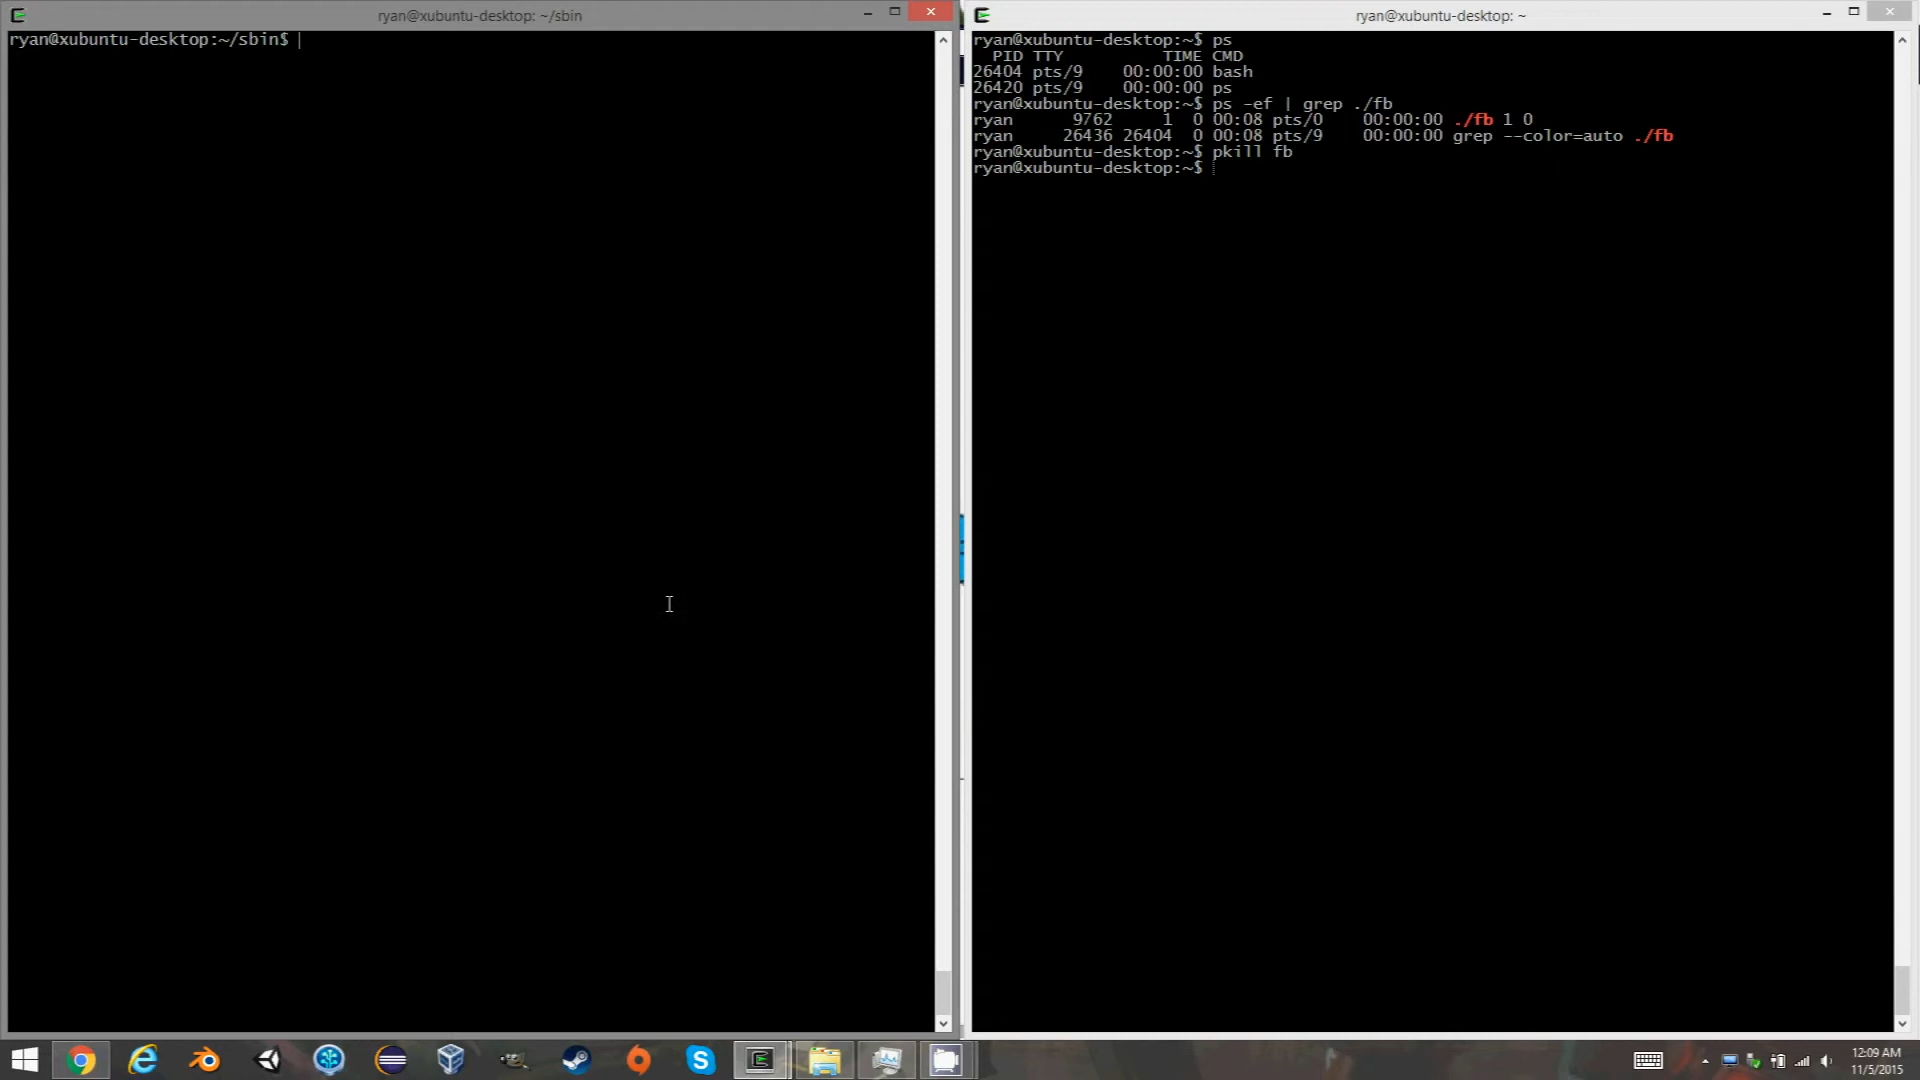 ryan@xubuntu-desktop: ~/sbin
ryan@xubuntu-desktop:~/sbin$
ryan@xubuntu-desktop: ~
ryan@xubuntu-desktop:~$ ps
PID TTY TIME CMD
26404 pts/9 00:00:00 bash
26420 pts/9 00:00:00 ps
ryan@xubuntu-desktop:~$ ps -ef | grep ./fb
ryan 9762 1 0 00:08 pts/0 00:00:00 ./fb 1 0
ryan 26436 26404 0 00:08 pts/9 00:00:00 grep --color=auto ./fb
ryan@xubuntu-desktop:~$ pkill fb
ryan@xubuntu-desktop:~$
12:09 AM
11/5/2015